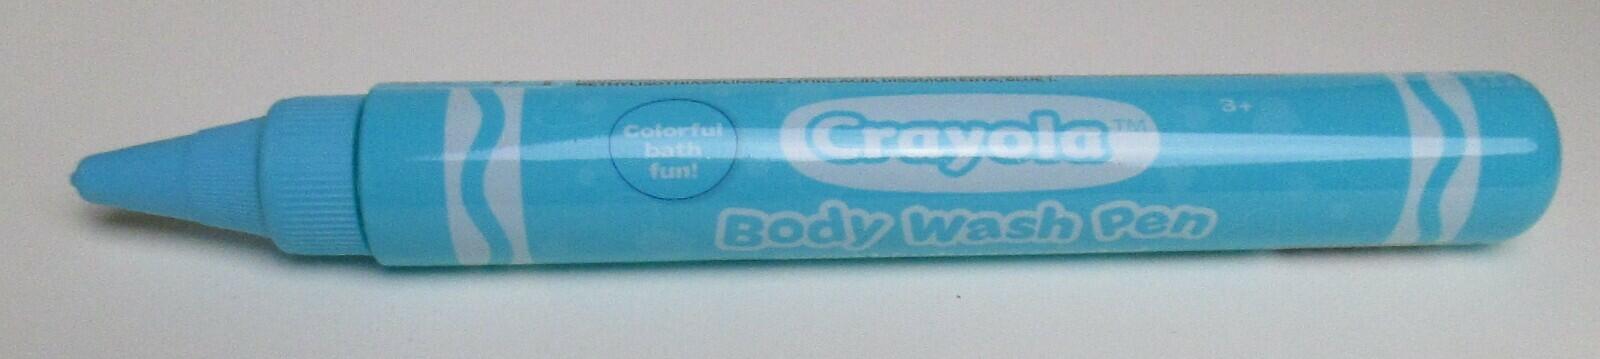 METHYLISOTHIAZOLINONE, CITRIC ACID, DISODIUM EDTA, BLUE 1.
Colorful
bath
fun!
Crayola™
3+
Body Wash Pen